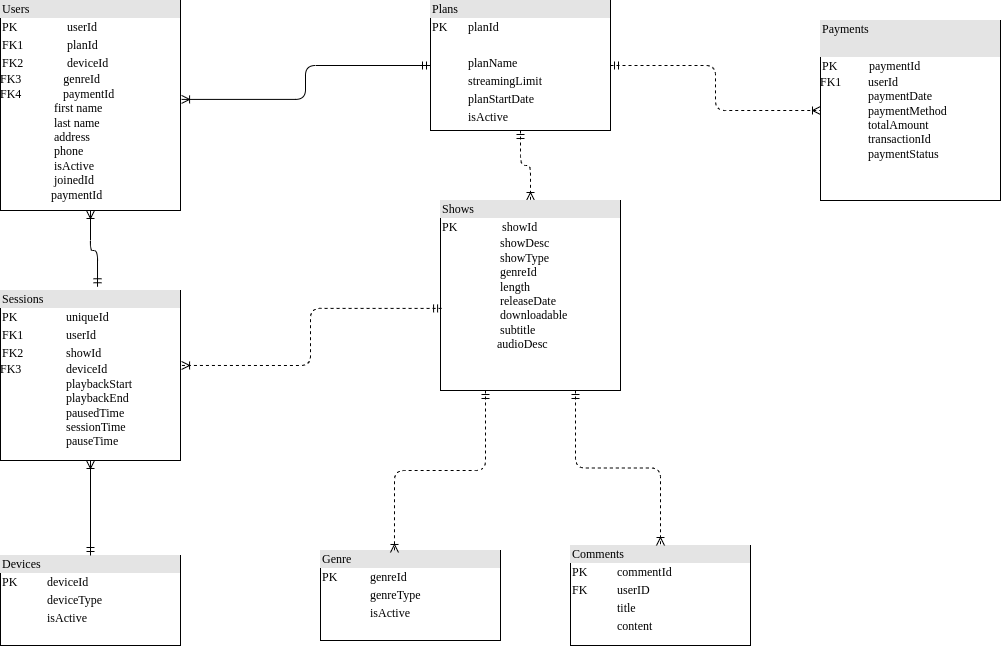 Users
PK userId
FK1 planId
FK2 deviceId
FK3 genreId
FK4 paymentId
first name
last name
address
phone
isActive
joinedId
paymentId
Plans
PK planId
planName
streamingLimit
planStartDate
isActive
Payments
PK paymentId
FK1 userId
paymentDate
paymentMethod
totalAmount
transactionId
paymentStatus
Shows
PK showId
showDesc
showType
genreId
length
releaseDate
downloadable
subtitle
audioDesc
Sessions
PK uniqueId
FK1 userId
FK2 showId
FK3 deviceId
playbackStart
playbackEnd
pausedTime
sessionTime
pauseTime
Devices
PK deviceId
deviceType
isActive
Genre
PK genreId
genreType
isActive
Comments
PK commentId
FK userID
title
content